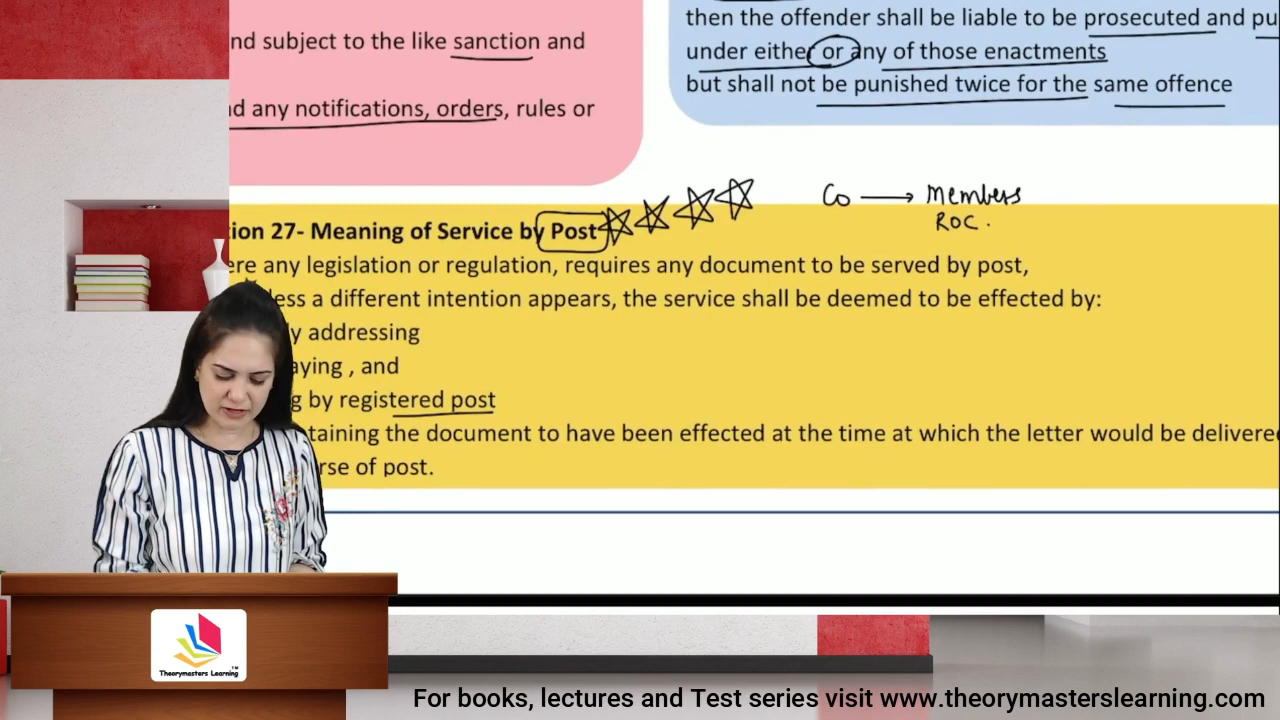 nd subject to the like sanction and
d any notifications, orders, rules or
then the offender shall be liable to be prosecuted and pu
under either or any of those enactments
but shall not be punished twice for the same offence
Co → Members
ROC.
ion 27- Meaning of Service by Post
ere any legislation or regulation, requires any document to be served by post,
less a different intention appears, the service shall be deemed to be effected by:
y addressing
aying , and
g by registered post
taining the document to have been effected at the time at which the letter would be delivere
rse of post.
Theorymasters Learning™
For books, lectures and Test series visit www.theorymasterslearning.com